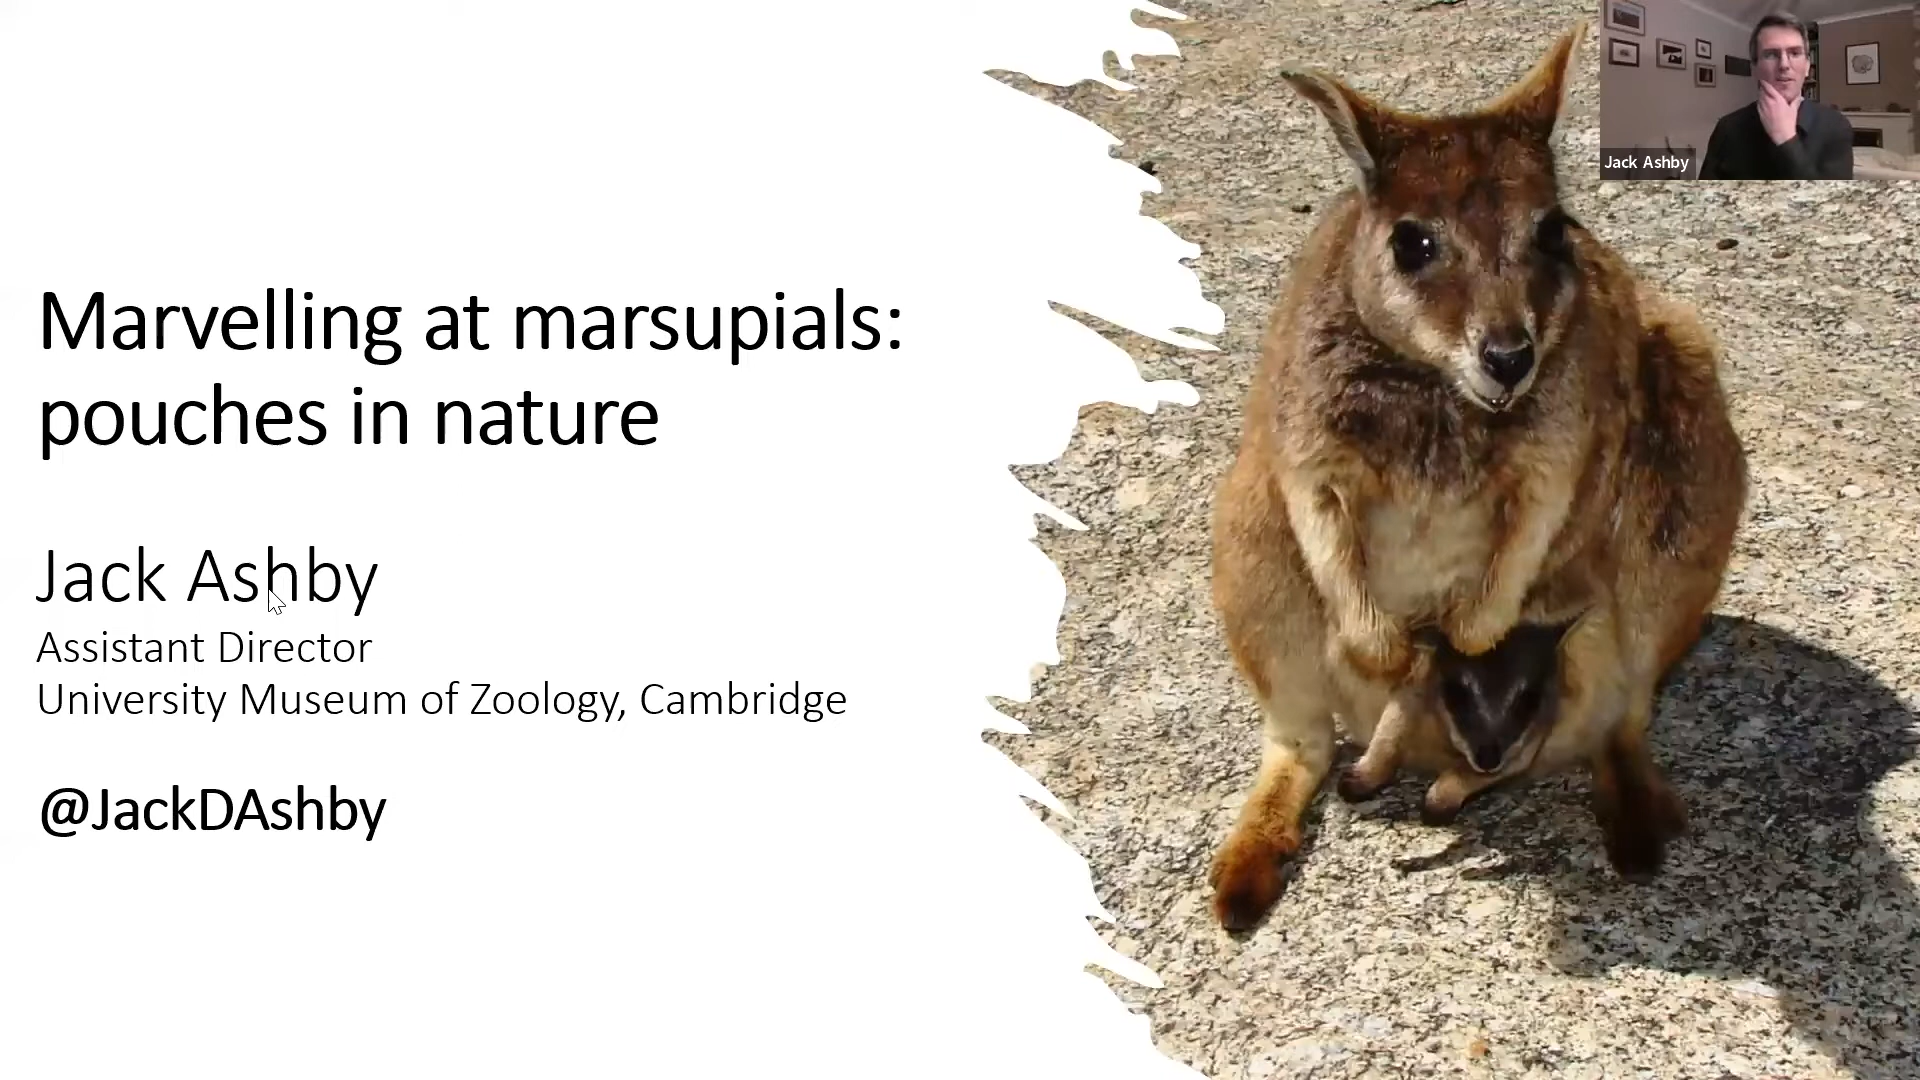 Marvelling at marsupials:
pouches in nature
Jack Ashby
Assistant Director
University Museum of Zoology, Cambridge
@JackDAshby
Jack Ashby